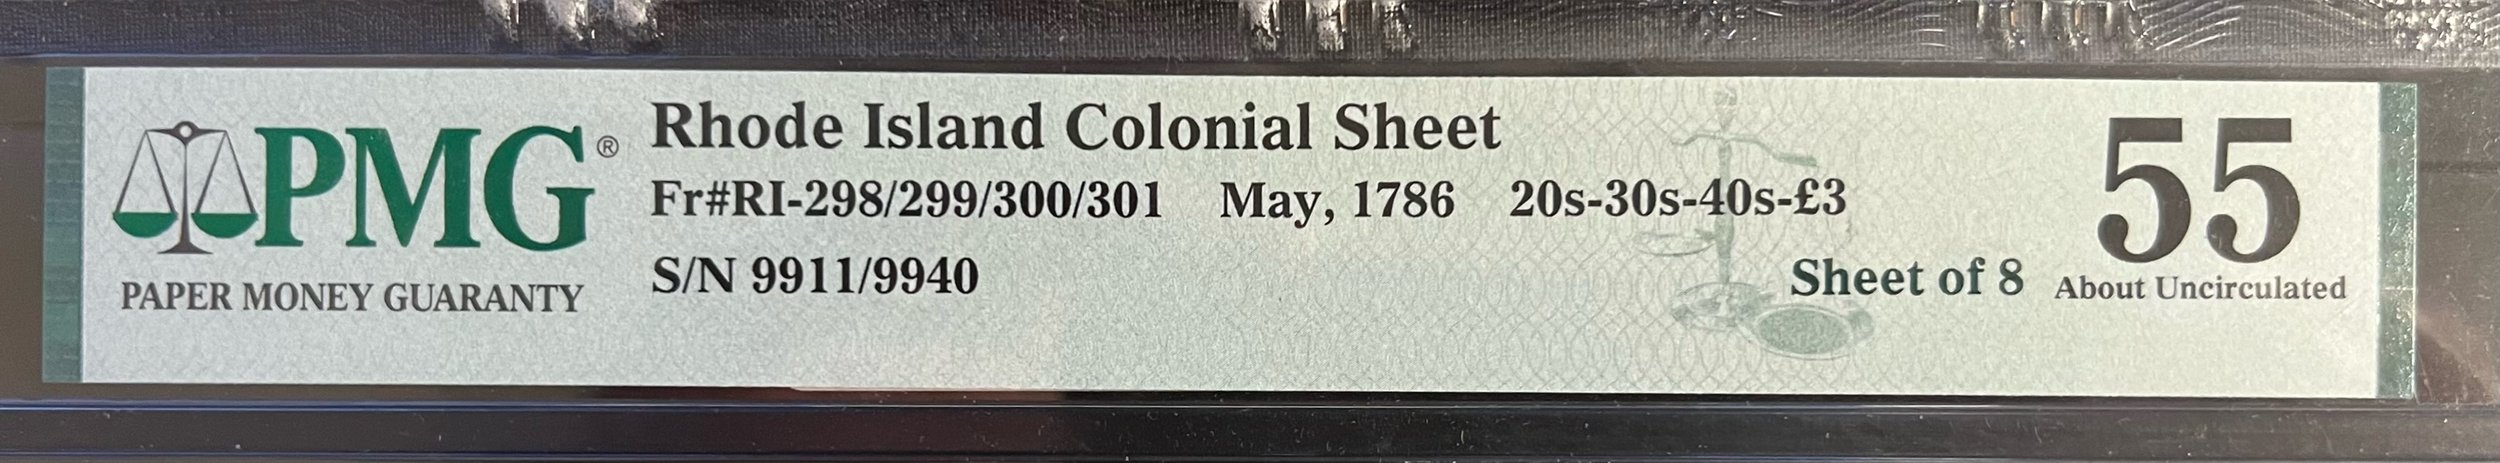 PMG®
PAPER MONEY GUARANTY
Rhode Island Colonial Sheet
Fr#RI-298/299/300/301 May, 1786 20s-30s-40s-£3
S/N 9911/9940
Sheet of 8
55
About Uncirculated